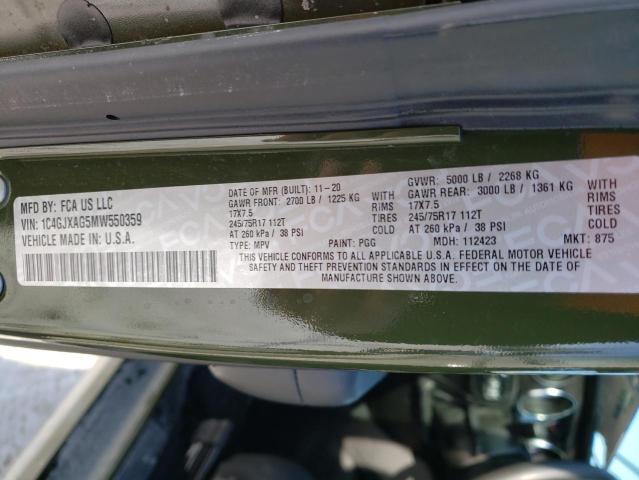 MFD BY: FCA US LLC
VIN: 1C4GJXAG5MW550359
VEHICLE MADE IN U.S.A.
DATE OF MFR (BUILT): 11-20
GAWR FRONT: 2700 LB / 1225 KG
17X7.5
245/75R17 112T
AT 260 kPa / 38 PSI
TYPE: MPV
PAINT: PGG
GVWR: 5000 LB / 2268 KG
GAWR REAR: 3000 LB / 1361 KG
17X7.5
245/75R17 112T
AT 260 kPa / 38 PSI
MDH: 112423
WITH
TIRES
RIMS
COLD
MKT: 875
THIS VEHICLE CONFORMS TO ALL APPLICABLE U.S.A. FEDERAL MOTOR VEHICLE
SAFETY AND THEFT PREVENTION STANDARDS IN EFFECT ON THE DATE OF
MANUFACTURE SHOWN ABOVE.